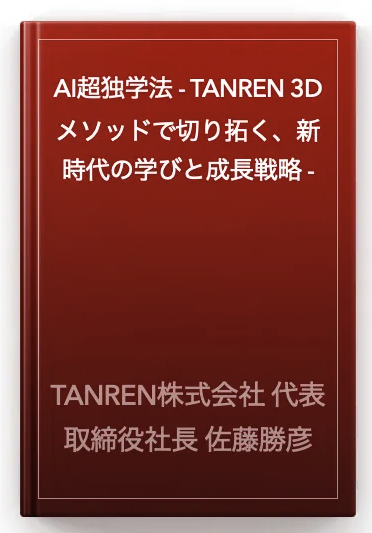 AI超独学法 - TANREN 3D
メソッドで切り拓く、新
時代の学びと成長戦略 -
TANREN株式会社 代表
取締役社長 佐藤勝彦